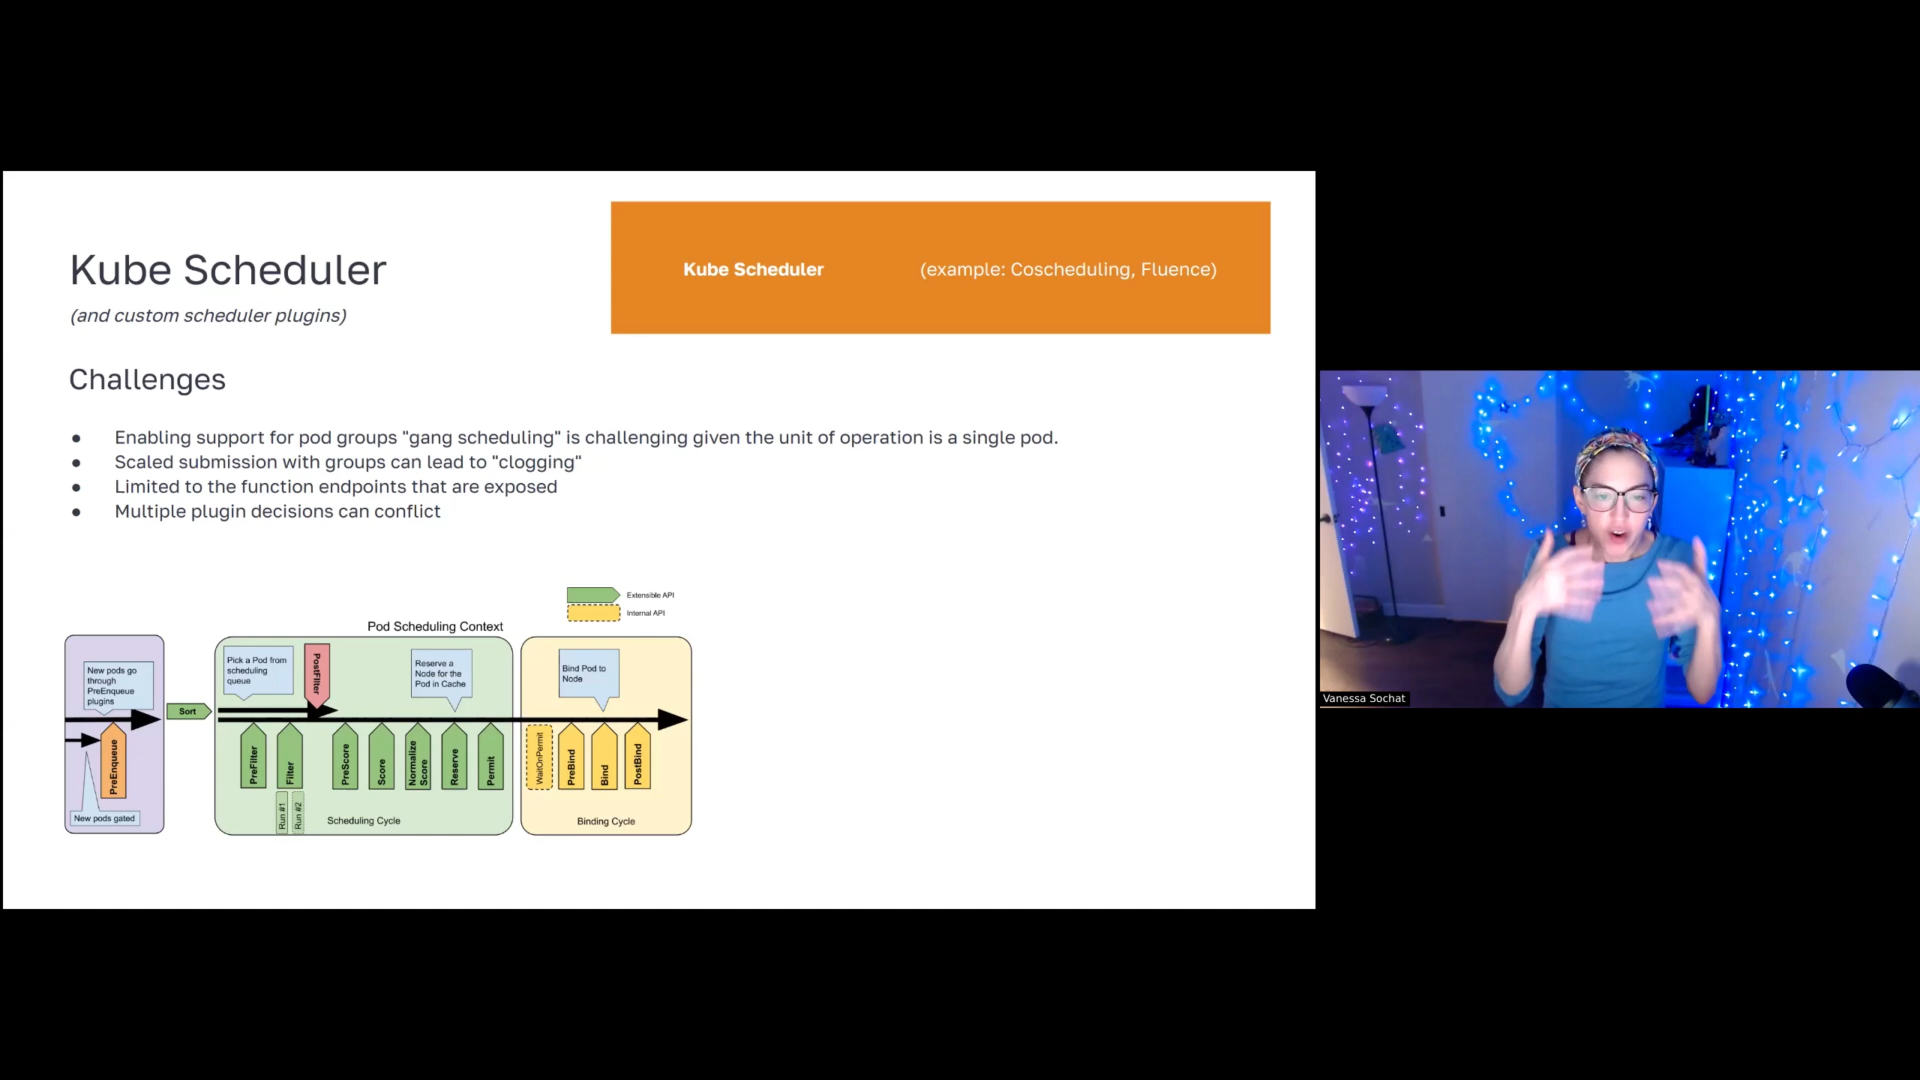 Kube Scheduler
(and custom scheduler plugins)
Kube Scheduler (example: Coscheduling, Fluence)
Challenges
● Enabling support for pod groups "gang scheduling" is challenging given the unit of operation is a single pod.
● Scaled submission with groups can lead to "clogging"
● Limited to the function endpoints that are exposed
● Multiple plugin decisions can conflict
Extensible API
Internal API
Pod Scheduling Context
New pods go
through
PreEnqueue
plugins
PreEnqueue
New pods gated
Sort
Pick a Pod from
scheduling
queue
PostFilter
Reserve a
Node for the
Pod in Cache
PreFilter
Filter
Run #1
Run #2
PreScore
Score
Normalize
Score
Reserve
Permit
Scheduling Cycle
Bind Pod to
Node
WaitOnPermit
PreBind
Bind
PostBind
Binding Cycle
Vanessa Sochat